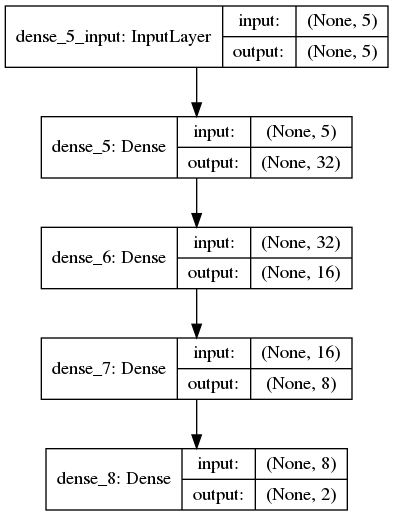 dense_5_input: InputLayer
input: (None, 5)
output: (None, 5)
dense_5: Dense
input: (None, 5)
output: (None, 32)
dense_6: Dense
input: (None, 32)
output: (None, 16)
dense_7: Dense
input: (None, 16)
output: (None, 8)
dense_8: Dense
input: (None, 8)
output: (None, 2)